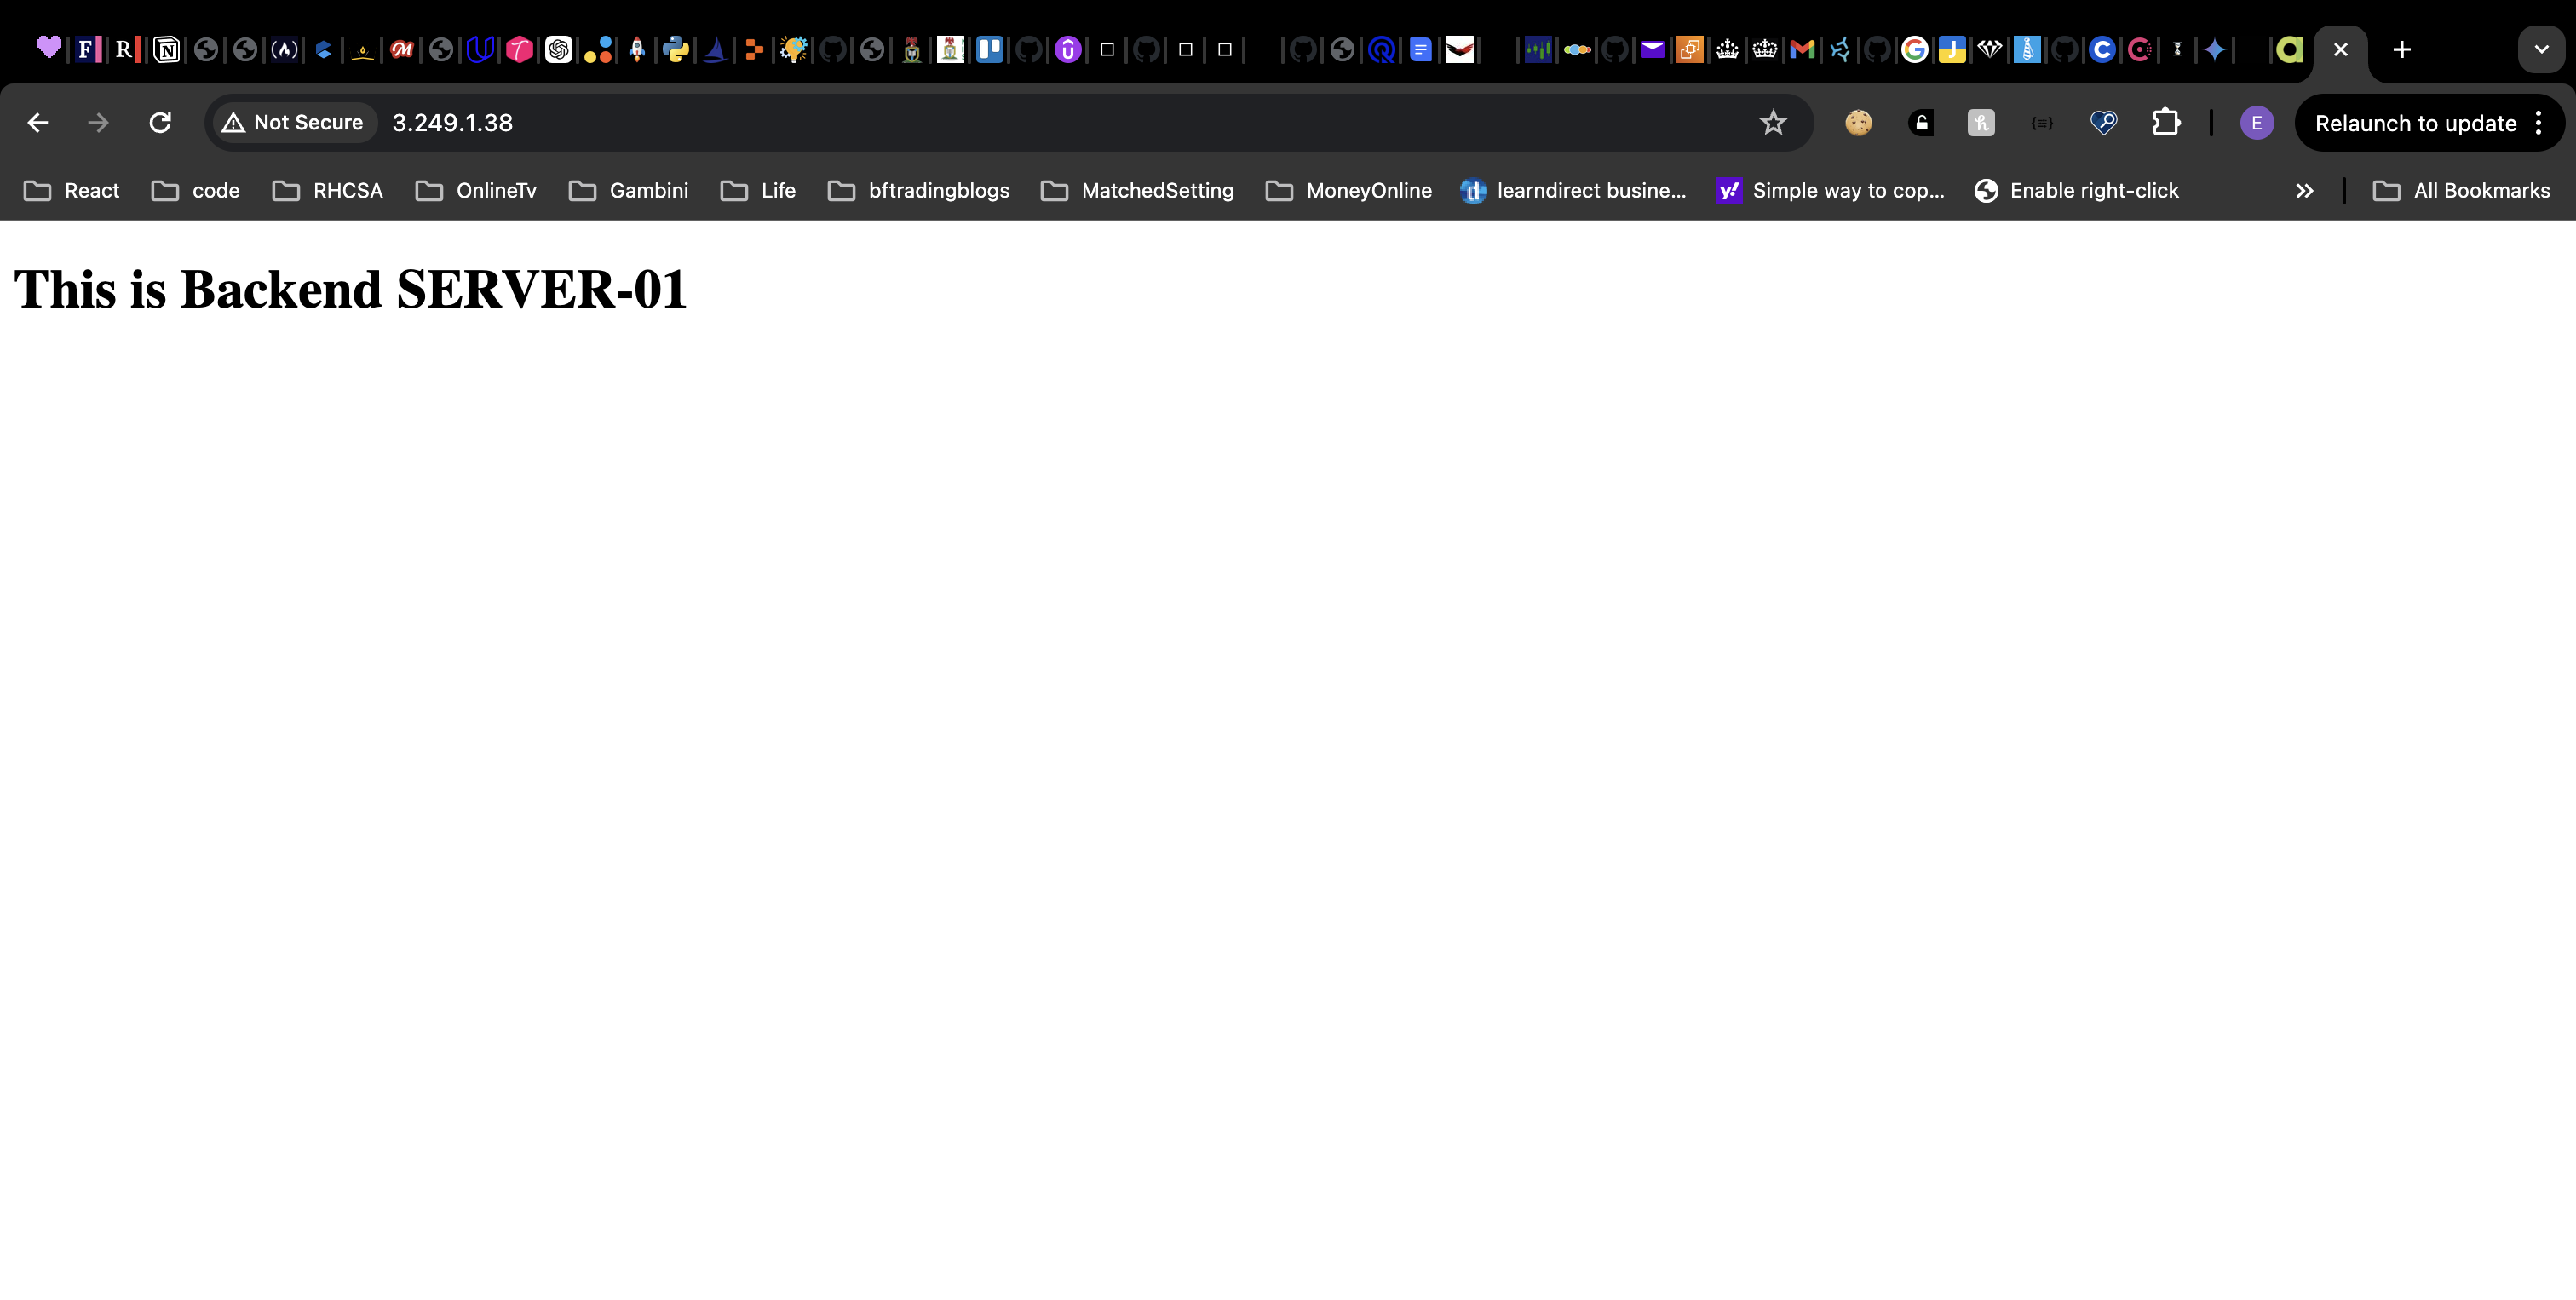 Not Secure 3.249.1.38 E Relaunch to update
React code RHCSA OnlineTv Gambini Life bftradingblogs MatchedSetting MoneyOnline learndirect busine... Simple way to cop... Enable right-click All Bookmarks
This is Backend SERVER-01